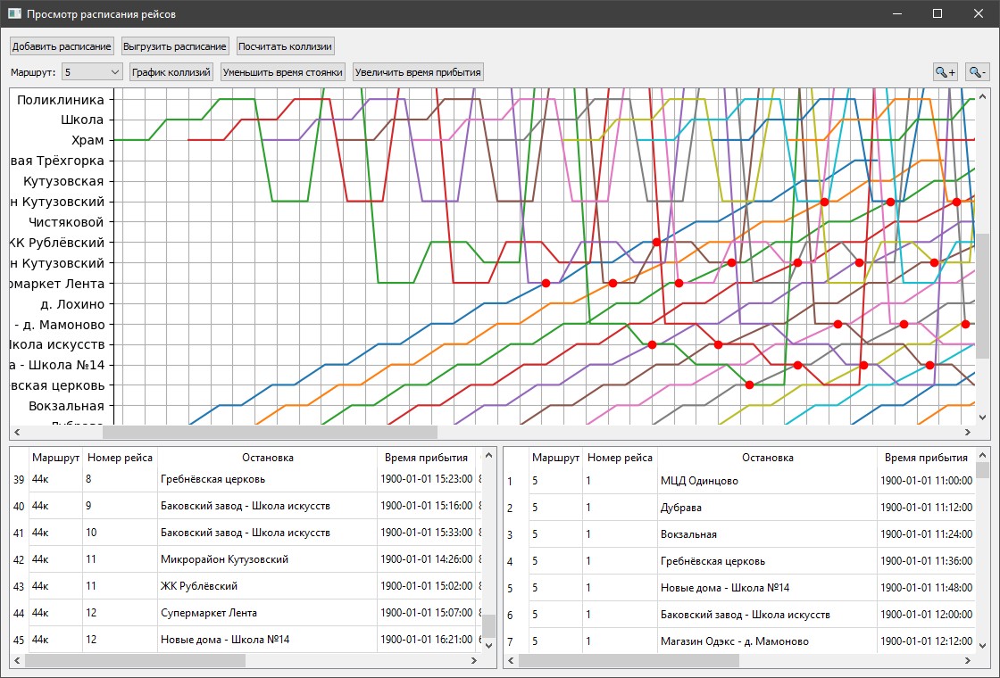 Просмотр расписания рейсов
Добавить расписание Выгрузить расписание Посчитать коллизии
Маршрут: 5 График коллизий Уменьшить время стоянки Увеличить время прибытия + -
Поликлиника
Школа
Храм
вая Трёхгорка
Кутузовская
н Кутузовский
Чистяковой
ЖК Рублёвский
н Кутузовский
омаркет Лента
д. Лохино
- д. Мамоново
Школа искусств
а - Школа №14
вская церковь
Вокзальная
Дубрава
Маршрут Номер рейса Остановка Время прибытия
39 44к 8 Гребнёвская церковь 1900-01-01 15:23:00
40 44к 9 Баковский завод - Школа искусств 1900-01-01 15:16:00
41 44к 10 Баковский завод - Школа искусств 1900-01-01 15:33:00
42 44к 11 Микрорайон Кутузовский 1900-01-01 14:26:00
43 44к 11 ЖК Рублёвский 1900-01-01 15:02:00
44 44к 12 Супермаркет Лента 1900-01-01 15:07:00
45 44к 12 Новые дома - Школа №14 1900-01-01 16:21:00
Маршрут Номер рейса Остановка Время прибытия
1 5 1 МЦД Одинцово 1900-01-01 11:00:00
2 5 1 Дубрава 1900-01-01 11:12:00
3 5 1 Вокзальная 1900-01-01 11:24:00
4 5 1 Гребнёвская церковь 1900-01-01 11:36:00
5 5 1 Новые дома - Школа №14 1900-01-01 11:48:00
6 5 1 Баковский завод - Школа искусств 1900-01-01 12:00:00
7 5 1 Магазин Одэкс - д. Мамоново 1900-01-01 12:12:00